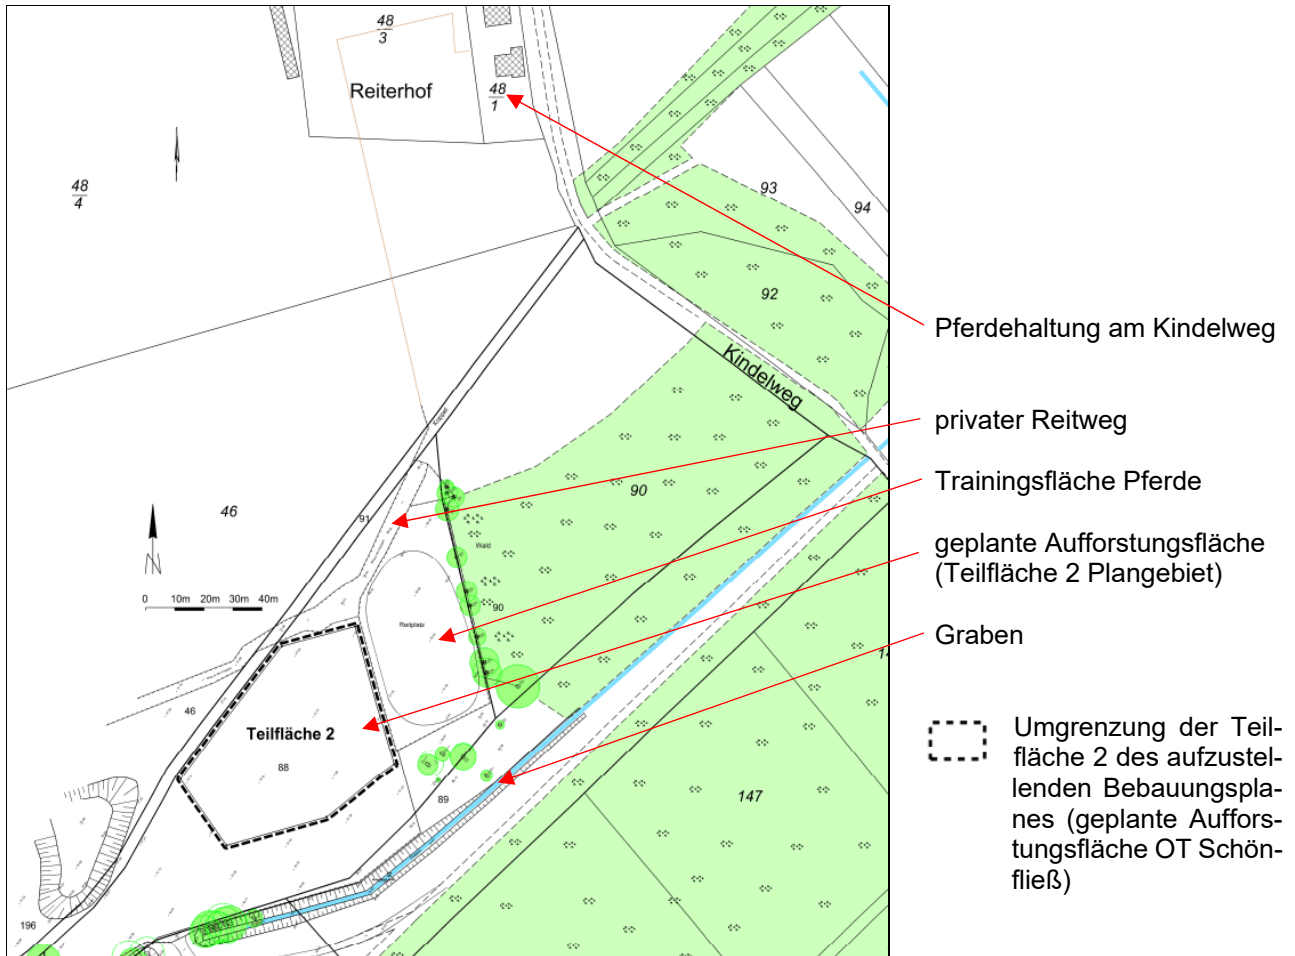 48
3
Reiterhof
48
1
48
4
93
94
92
Pferdehaltung am Kindelweg
Kindelweg
Koppel
privater Reitweg
90
Trainingsfläche Pferde
46
91
Wald
geplante Aufforstungsfläche
(Teilfläche 2 Plangebiet)
N
0 10m 20m 30m 40m
90
Reitplatz
Graben
14
46
Teilfläche 2
88
Umgrenzung der Teil-
fläche 2 des aufzustel-
lenden Bebauungspla-
nes (geplante Auffors-
tungsfläche OT Schön-
fließ)
89
147
196